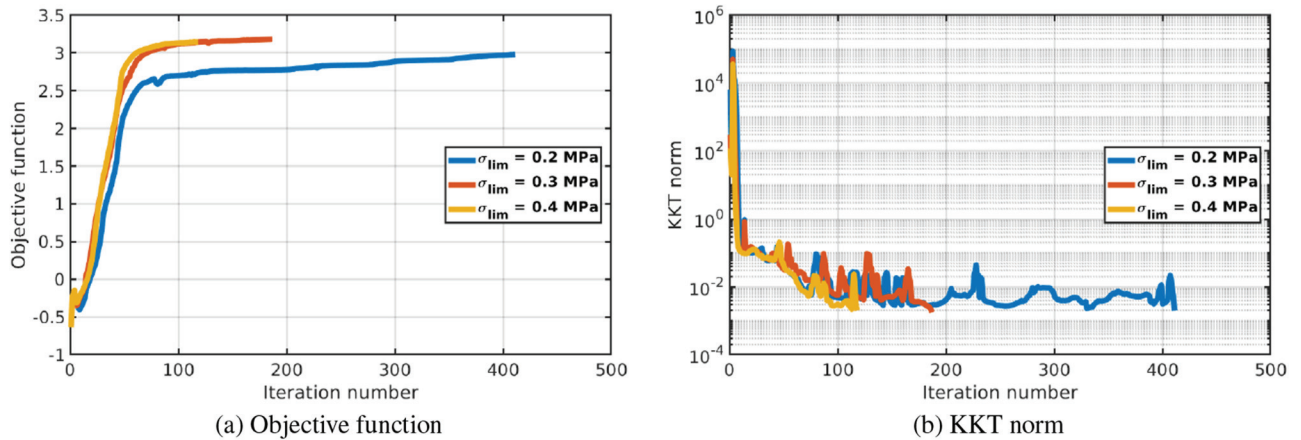 3.5
3
2.5
2
1.5
1
0.5
0
-0.5
-1
0 100 200 300 400 500
Objective function
Iteration number
σlim = 0.2 MPa
σlim = 0.3 MPa
σlim = 0.4 MPa
(a) Objective function
10^6
10^4
10^2
10^0
10^-2
10^-4
0 100 200 300 400 500
KKT norm
Iteration number
σlim = 0.2 MPa
σlim = 0.3 MPa
σlim = 0.4 MPa
(b) KKT norm